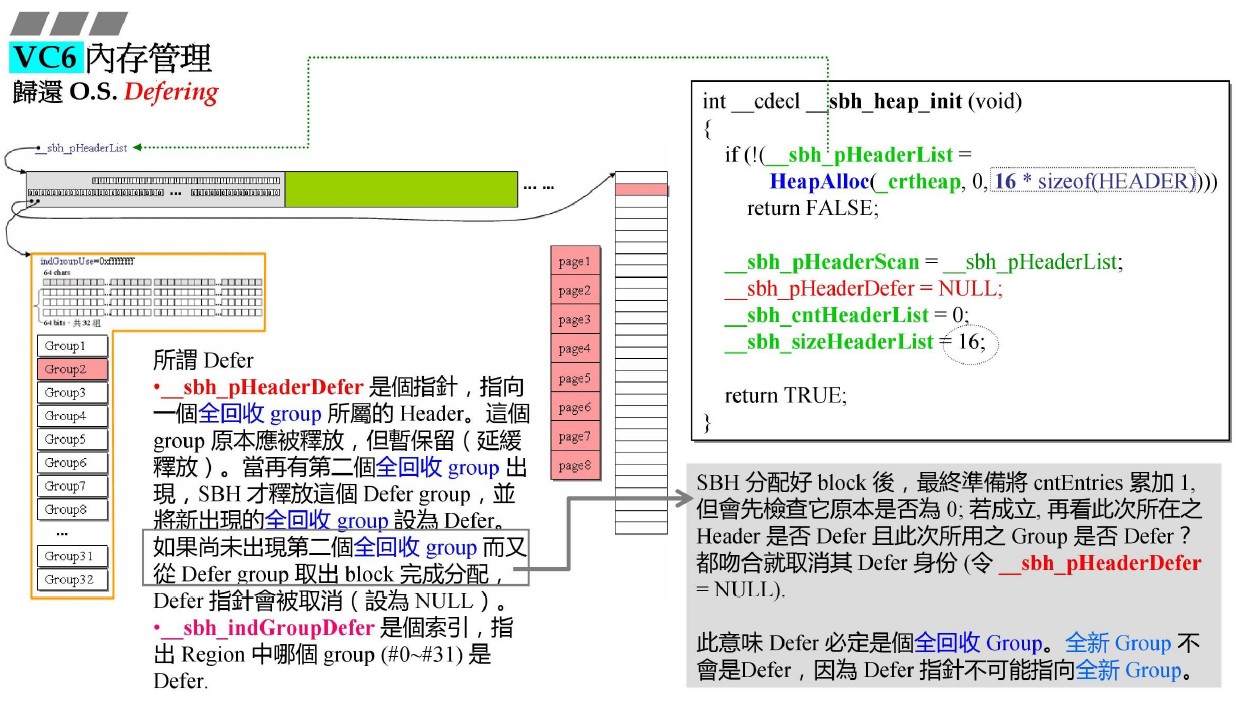 VC6 內存管理
歸還 O.S. Defering
__sbh_pHeaderList
... ...
indGroupUse=0xffffffff
64 chars
64 bits，共 32 組
Group1
Group2
Group3
Group4
Group5
Group6
Group7
Group8
...
Group31
Group32
page1
page2
page3
page4
page5
page6
page7
page8
所謂 Defer
•__sbh_pHeaderDefer 是個指針，指向
一個全回收 group 所屬的 Header。這個
group 原本應被釋放，但暫保留（延緩
釋放）。當再有第二個全回收 group 出
現，SBH 才釋放這個 Defer group，並
將新出現的全回收 group 設為 Defer。
如果尚未出現第二個全回收 group 而又
從 Defer group 取出 block 完成分配，
Defer 指針會被取消（設為 NULL）。
•__sbh_indGroupDefer 是個索引，指
出 Region 中哪個 group (#0~#31) 是
Defer.
int __cdecl __sbh_heap_init (void)
{
if (!(__sbh_pHeaderList =
HeapAlloc(_crtheap, 0, 16 * sizeof(HEADER))))
return FALSE;
__sbh_pHeaderScan = __sbh_pHeaderList;
__sbh_pHeaderDefer = NULL;
__sbh_cntHeaderList = 0;
__sbh_sizeHeaderList = 16;
return TRUE;
}
SBH 分配好 block 後，最終準備將 cntEntries 累加 1,
但會先檢查它原本是否為 0; 若成立, 再看此次所在之
Header 是否 Defer 且此次所用之 Group 是否 Defer？
都吻合就取消其 Defer 身份 (令 __sbh_pHeaderDefer
= NULL),
此意味 Defer 必定是個全回收 Group。全新 Group 不
會是Defer，因為 Defer 指針不可能指向全新 Group。